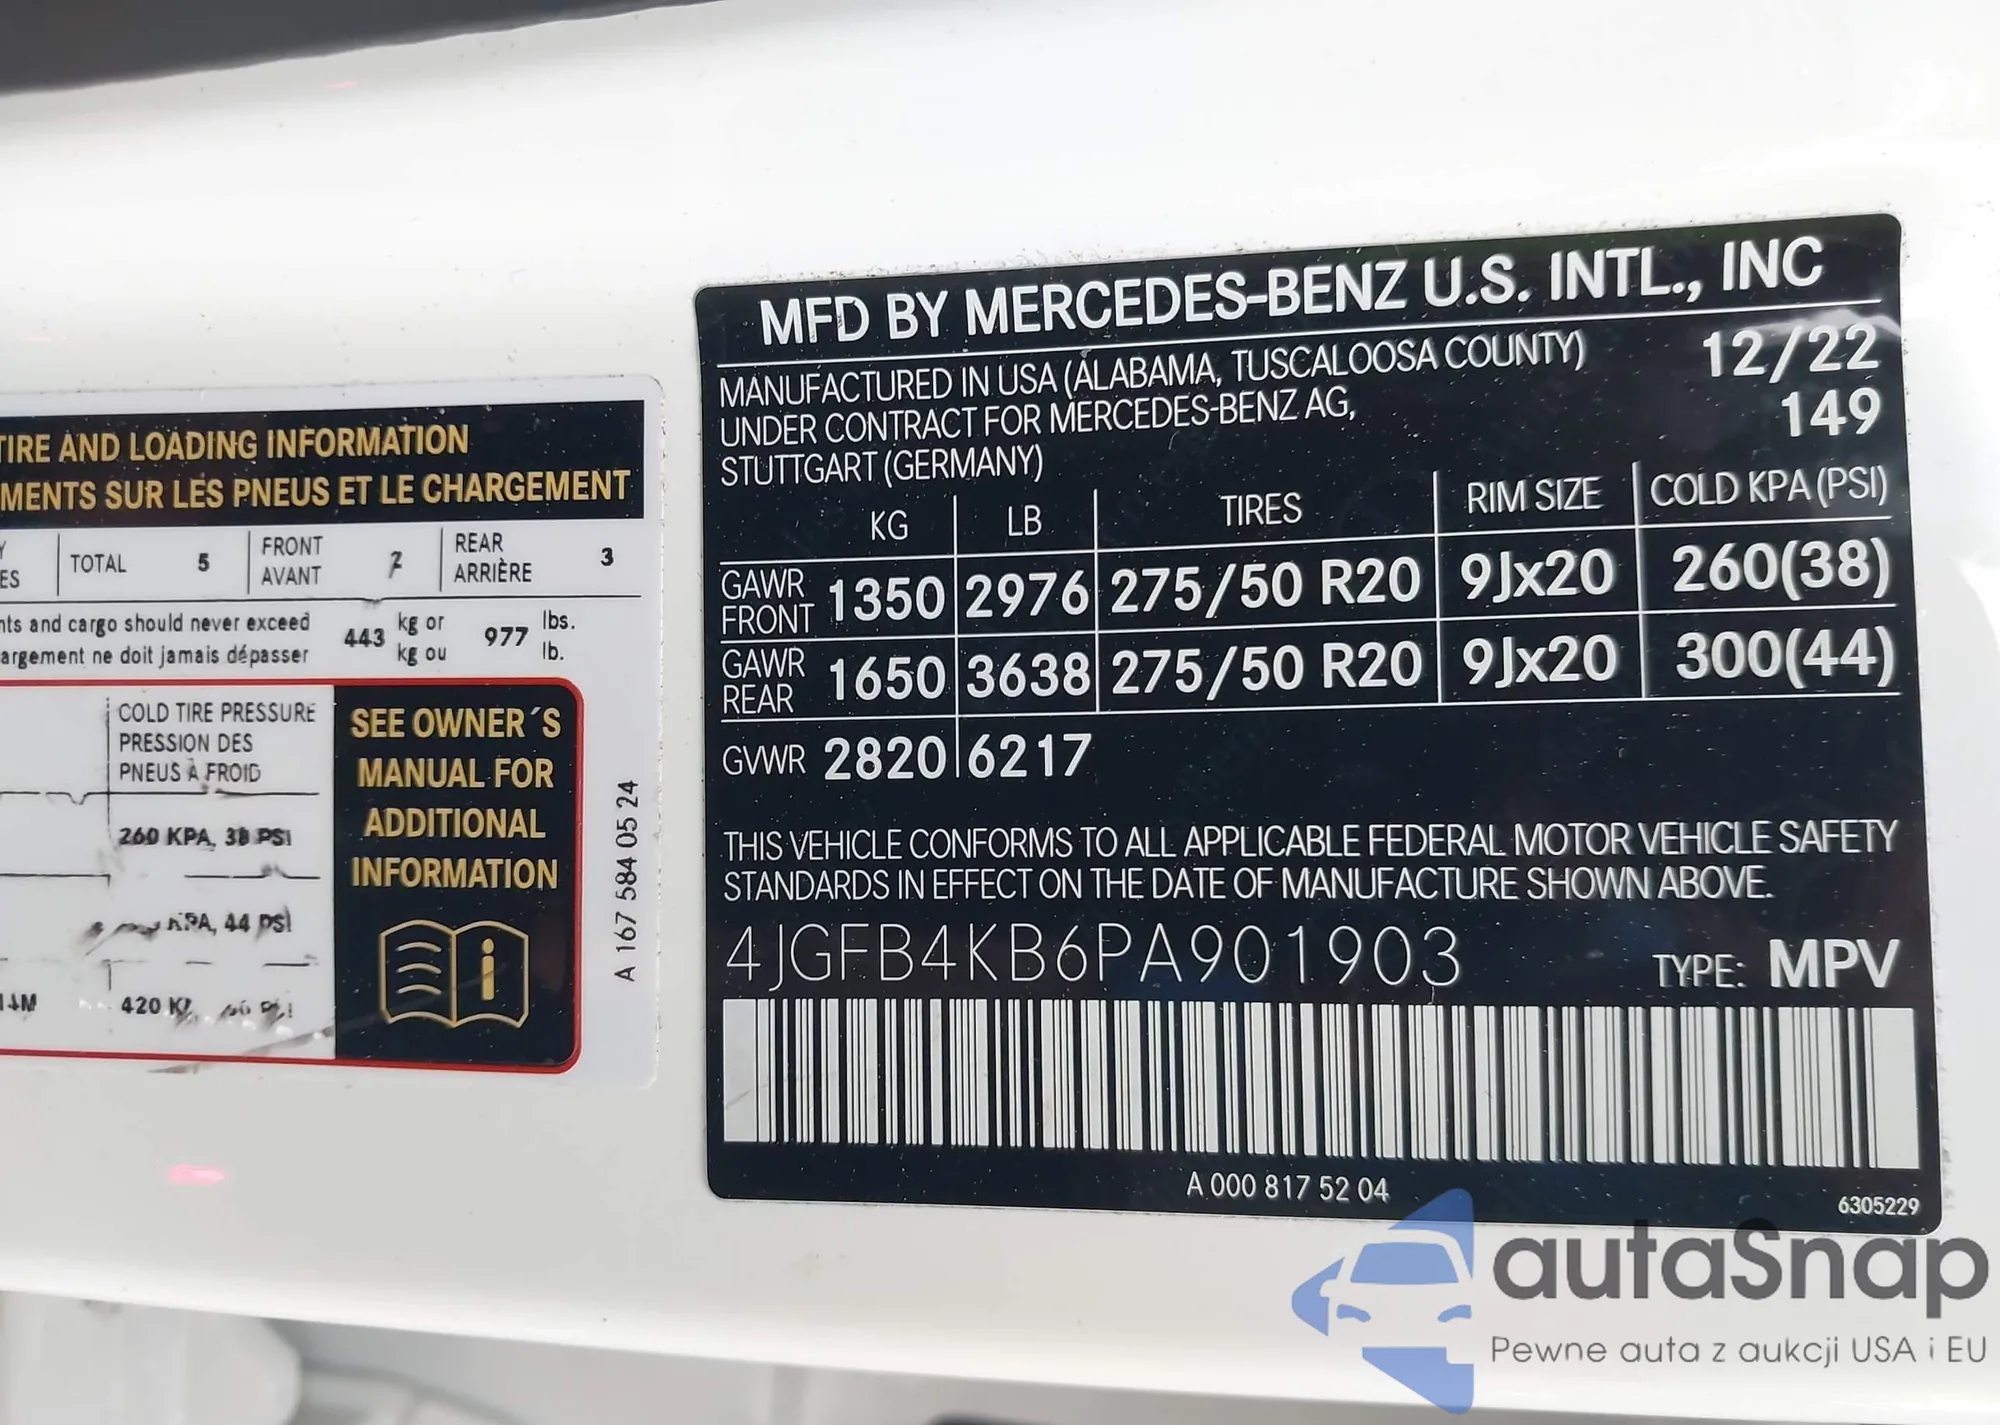 TIRE AND LOADING INFORMATION
MENTS SUR LES PNEUS ET LE CHARGEMENT
TOTAL 5 FRONT AVANT 2 REAR ARRIÈRE 3
and cargo should never exceed 443 kg or 977 lbs.
ne doit jamais dépasser kg ou lb.
COLD TIRE PRESSURE
PRESSION DES
PNEUS À FROID
260 KPA, 38 PSI
KPA, 44 PSI
420
SEE OWNER´S
MANUAL FOR
ADDITIONAL
INFORMATION
A 167 584 05 24
MFD BY MERCEDES-BENZ U.S. INTL., INC
MANUFACTURED IN USA (ALABAMA, TUSCALOOSA COUNTY) 12/22
UNDER CONTRACT FOR MERCEDES-BENZ AG, 149
STUTTGART (GERMANY)
KG LB TIRES RIM SIZE COLD KPA (PSI)
GAWR FRONT 1350 2976 275/50 R20 9Jx20 260(38)
GAWR REAR 1650 3638 275/50 R20 9Jx20 300(44)
GVWR 2820 6217
THIS VEHICLE CONFORMS TO ALL APPLICABLE FEDERAL MOTOR VEHICLE SAFETY
STANDARDS IN EFFECT ON THE DATE OF MANUFACTURE SHOWN ABOVE.
4JGFB4KB6PA901903 TYPE: MPV
A 000 817 52 04
6305229
autaSnap
Pewne auta z aukcji USA i EU